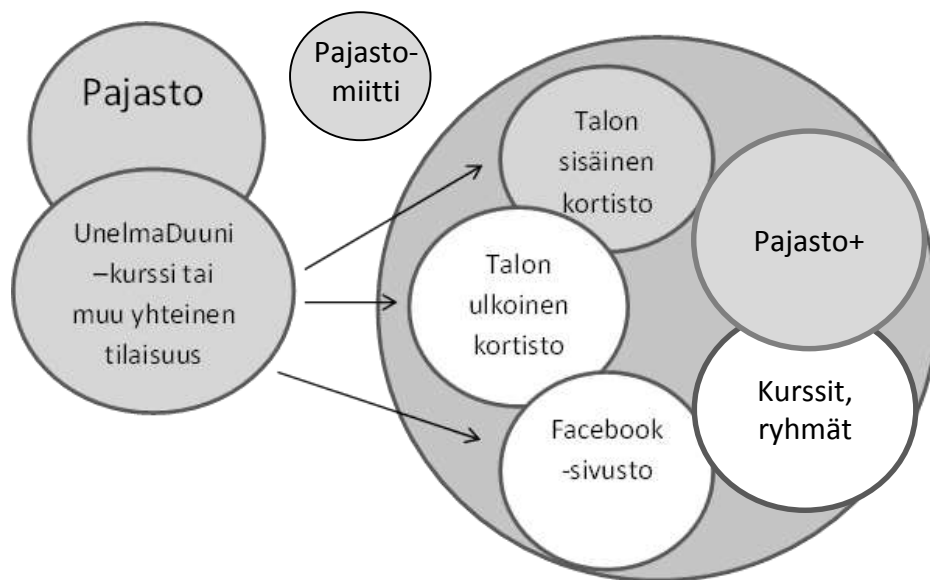 Pajasto
Pajasto-
miitti
UnelmaDuuni
–kurssi tai
muu yhteinen
tilaisuus
Talon
sisäinen
kortisto
Talon
ulkoinen
kortisto
Facebook
-sivusto
Pajasto+
Kurssit,
ryhmät